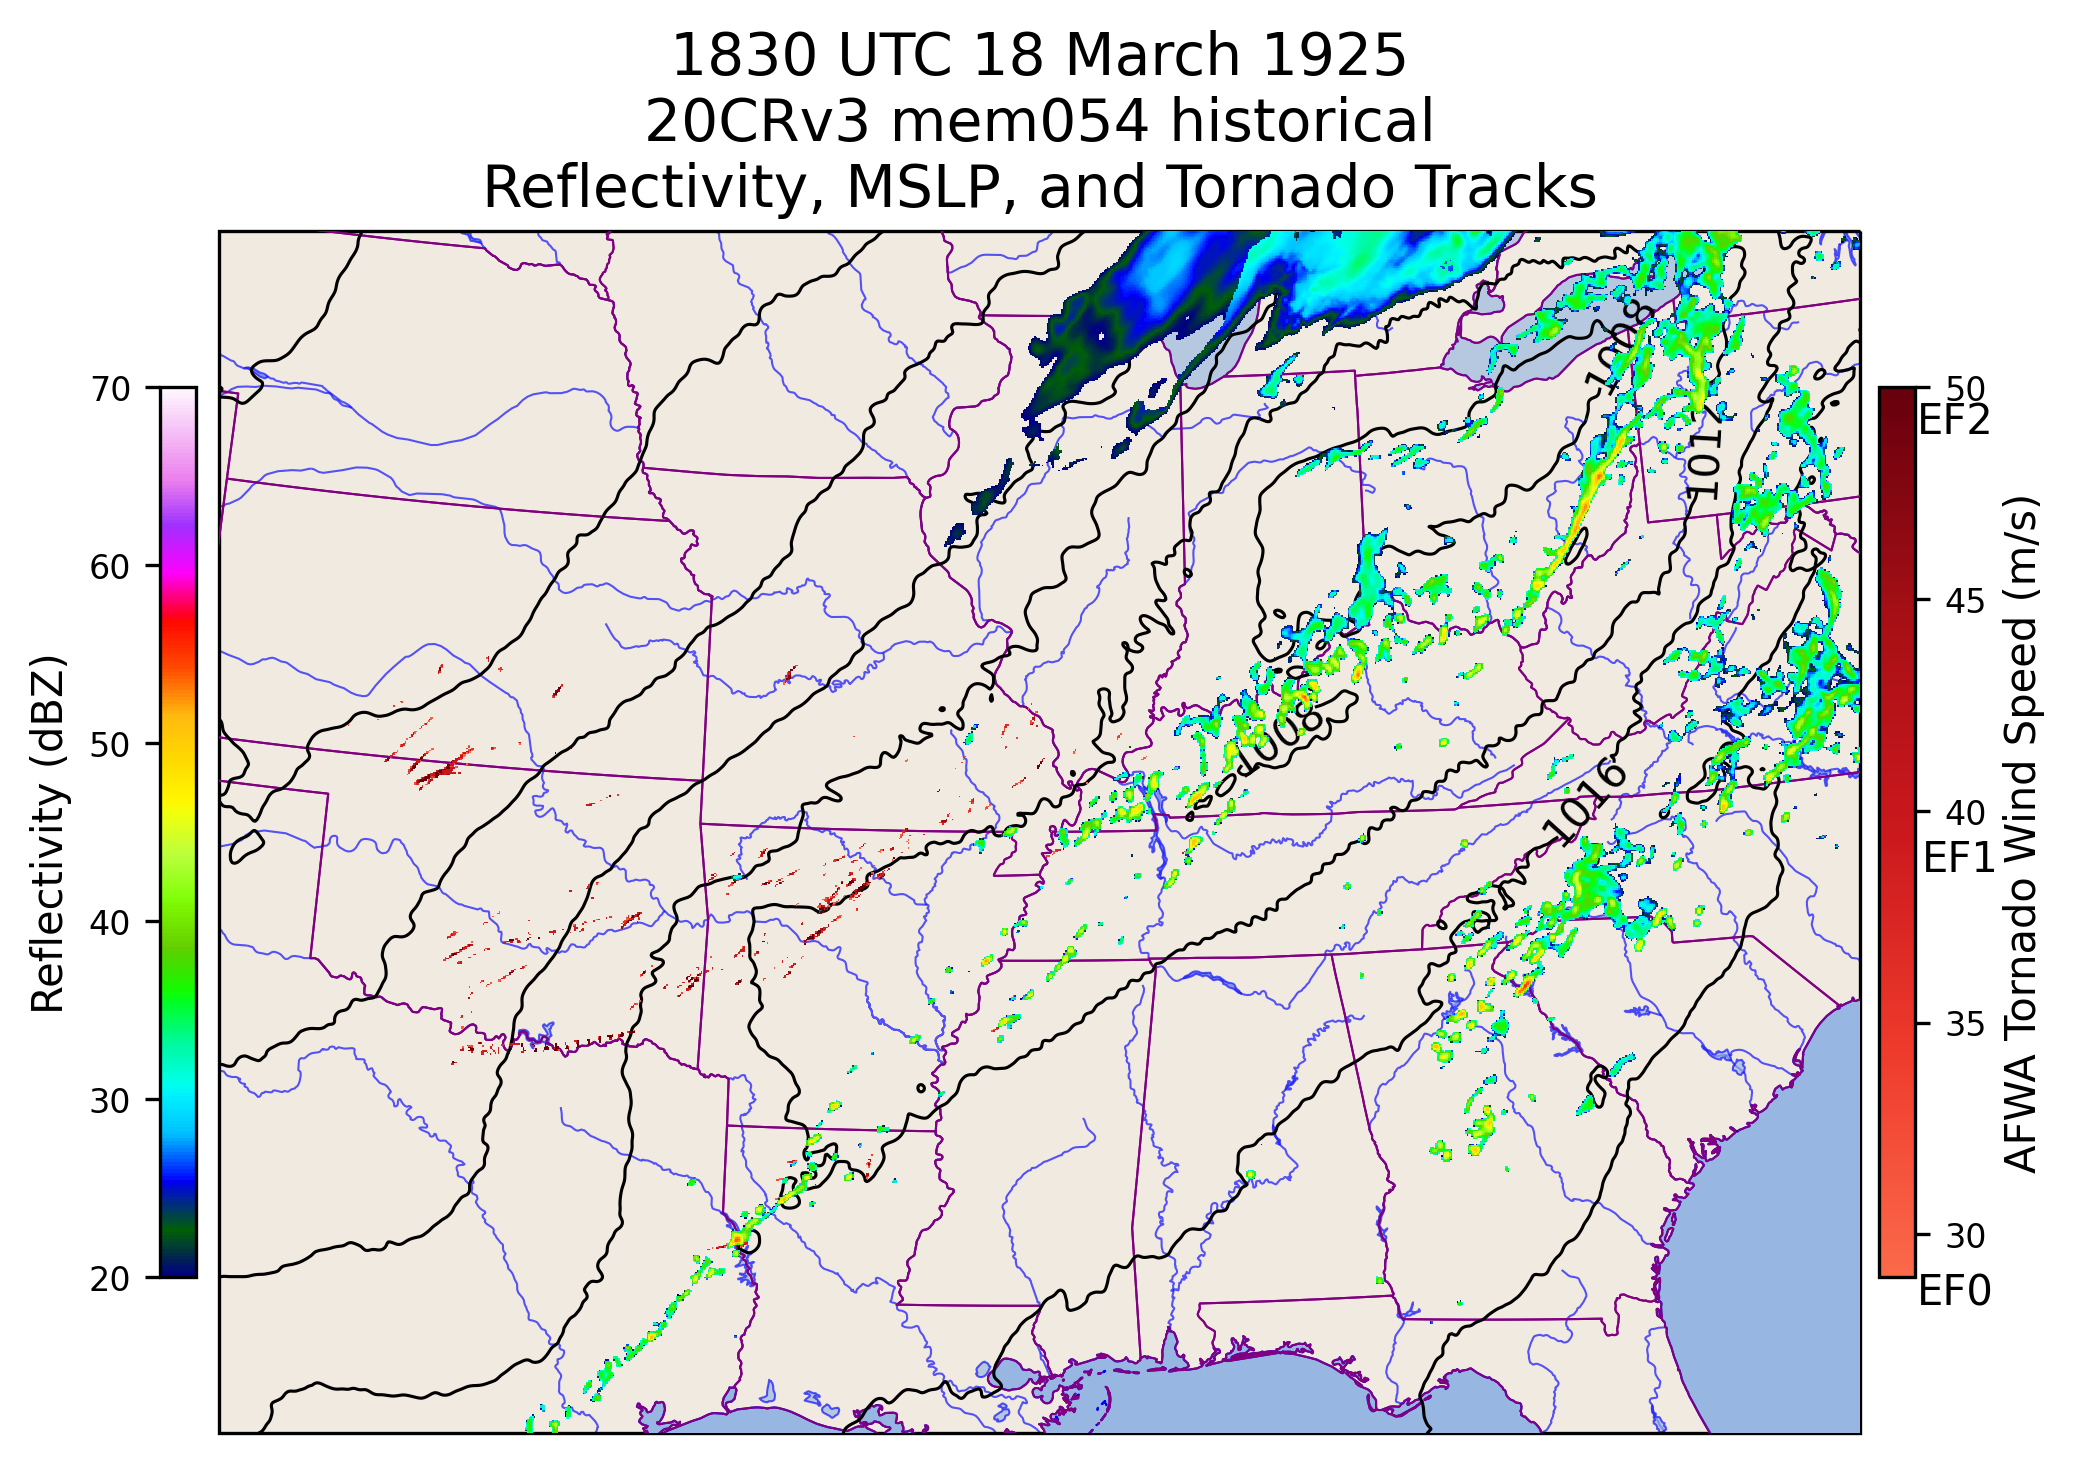 1830 UTC 18 March 1925
20CRv3 mem054 historical
Reflectivity, MSLP, and Tornado Tracks
70
60
50
40
30
20
Reflectivity (dBZ)
1008
1012
1008
1016
50
EF2
45
40
EF1
35
30
EF0
AFWA Tornado Wind Speed (m/s)